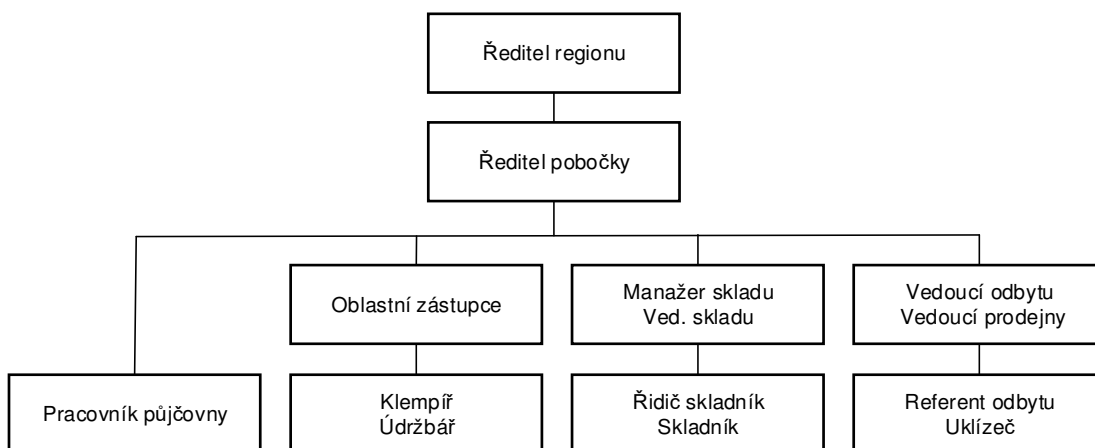 Ředitel regionu
Ředitel pobočky
Oblastní zástupce
Manažer skladu
Ved. skladu
Vedoucí odbytu
Vedoucí prodejny
Pracovník půjčovny
Klempíř
Údržbář
Řidič skladník
Skladník
Referent odbytu
Uklízeč